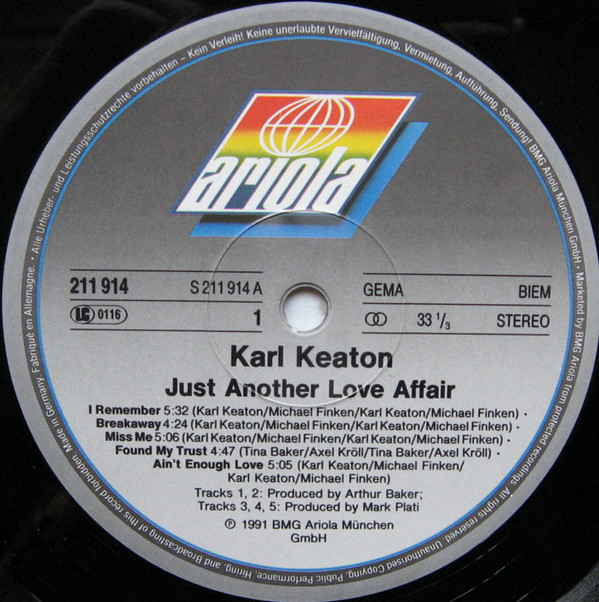 Alle Urheber- und Leistungsschutzrechte vorbehalten – Kein Verleih! Keine unerlaubte Vervielfältigung, Vermietung, Aufführung, Sendung! BMG Ariola München GmbH · Marketed by BMG Ariola from protected recordings. All rights reserved. Unauthorised Copying, Public Performance, Hiring, and Broadcasting of this record forbidden. Made in Germany. Fabriqué en Allemagne. ·
ariola
211 914 S 211 914 A GEMA BIEM
LC 0116 1 33 1/3 STEREO
Karl Keaton
Just Another Love Affair
I Remember 5:32 (Karl Keaton/Michael Finken/Karl Keaton/Michael Finken) ·
Breakaway 4:24 (Karl Keaton/Michael Finken/Karl Keaton/Michael Finken) ·
Miss Me 5:06 (Karl Keaton/Michael Finken/Karl Keaton/Michael Finken) ·
Found My Trust 4:47 (Tina Baker/Axel Kröll/Tina Baker/Axel Kröll) ·
Ain't Enough Love 5:05 (Karl Keaton/Michael Finken/
Karl Keaton/Michael Finken)
Tracks 1, 2: Produced by Arthur Baker;
Tracks 3, 4, 5: Produced by Mark Plati
℗ 1991 BMG Ariola München
GmbH